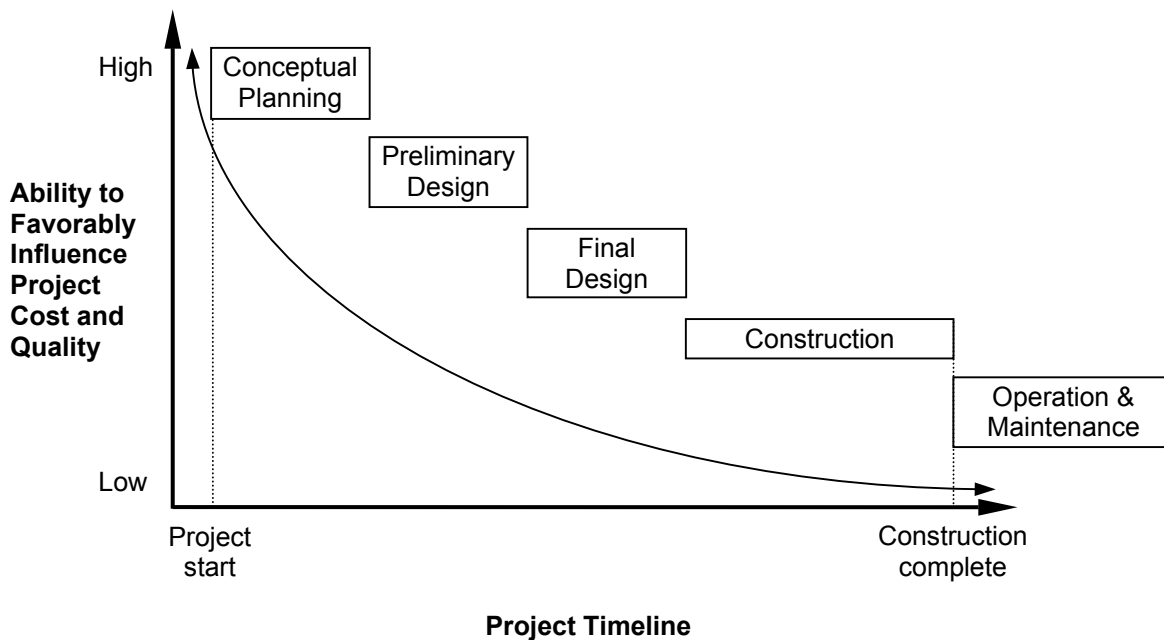 High
Conceptual
Planning
Preliminary
Design
Ability to
Favorably
Influence
Project
Cost and
Quality
Final
Design
Construction
Operation &
Maintenance
Low
Project
start
Construction
complete
Project Timeline